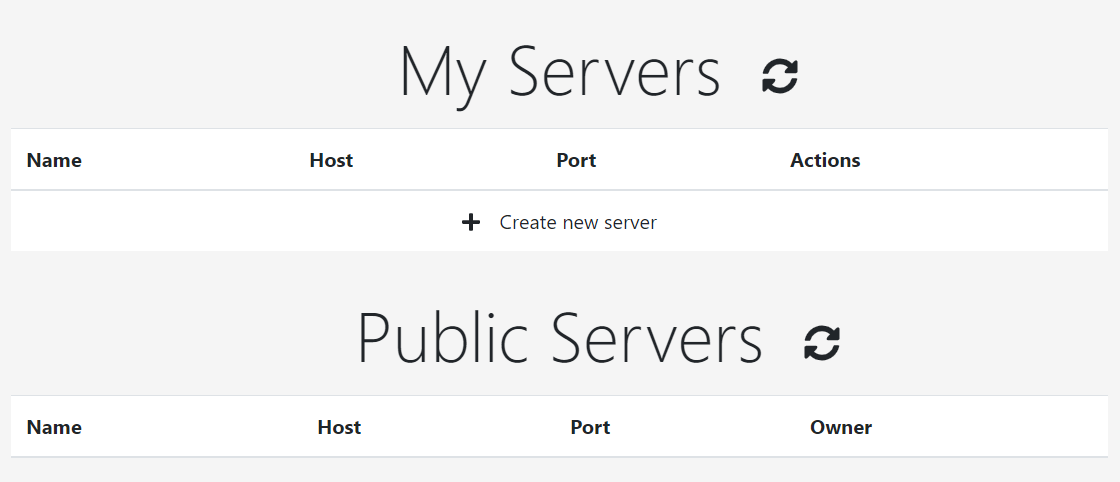 My Servers
Name Host Port Actions
Create new server
Public Servers
Name Host Port Owner